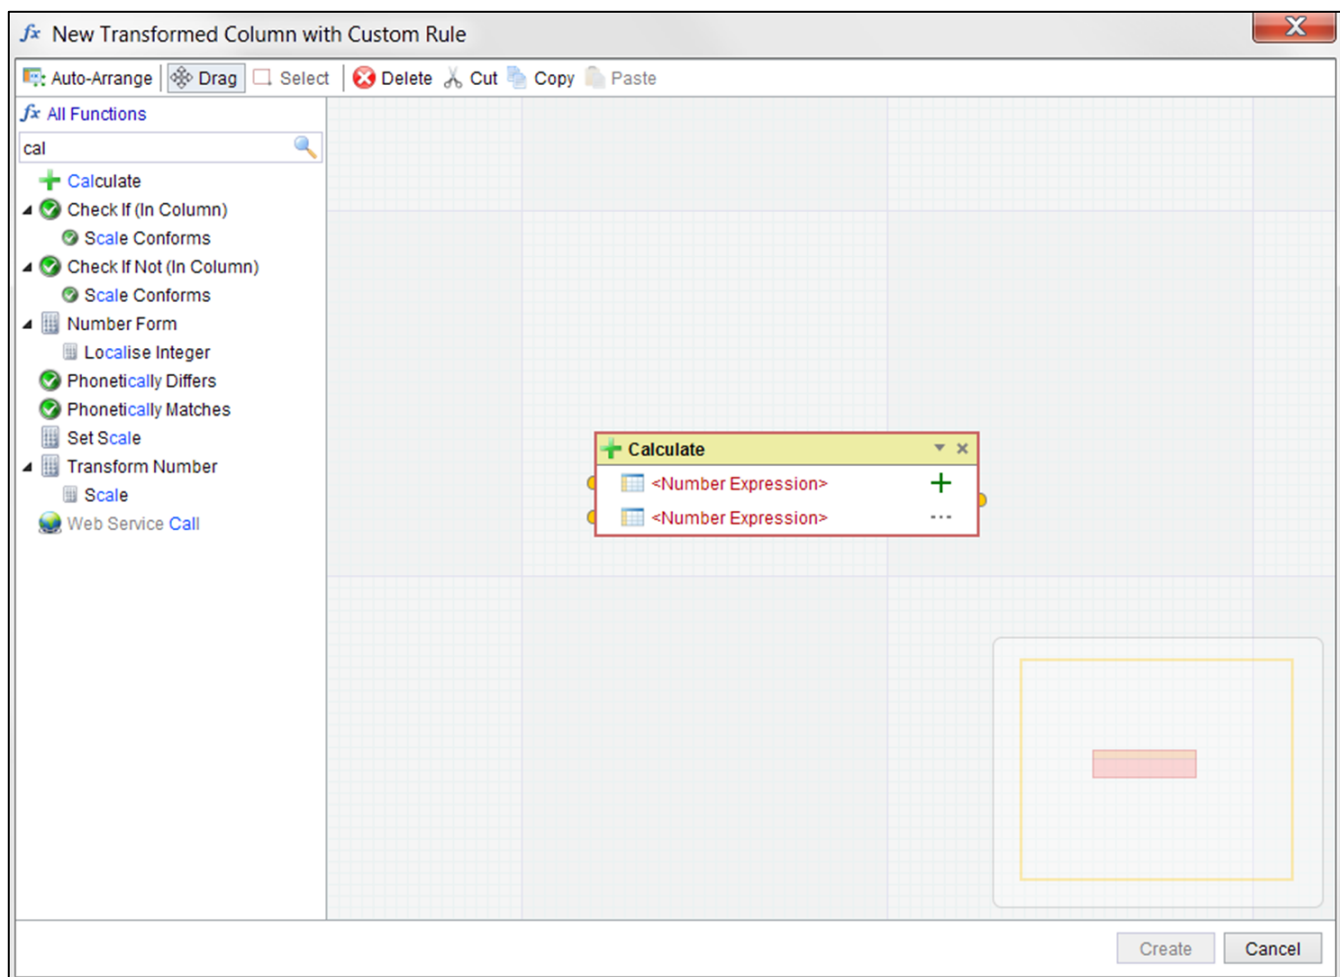 fx New Transformed Column with Custom Rule
X
Auto-Arrange Drag Select Delete Cut Copy Paste
fx All Functions
cal
Calculate
Check If (In Column)
Scale Conforms
Check If Not (In Column)
Scale Conforms
Number Form
Localise Integer
Phonetically Differs
Phonetically Matches
Set Scale
Transform Number
Scale
Web Service Call
Calculate
<Number Expression>
<Number Expression> ...
Create Cancel